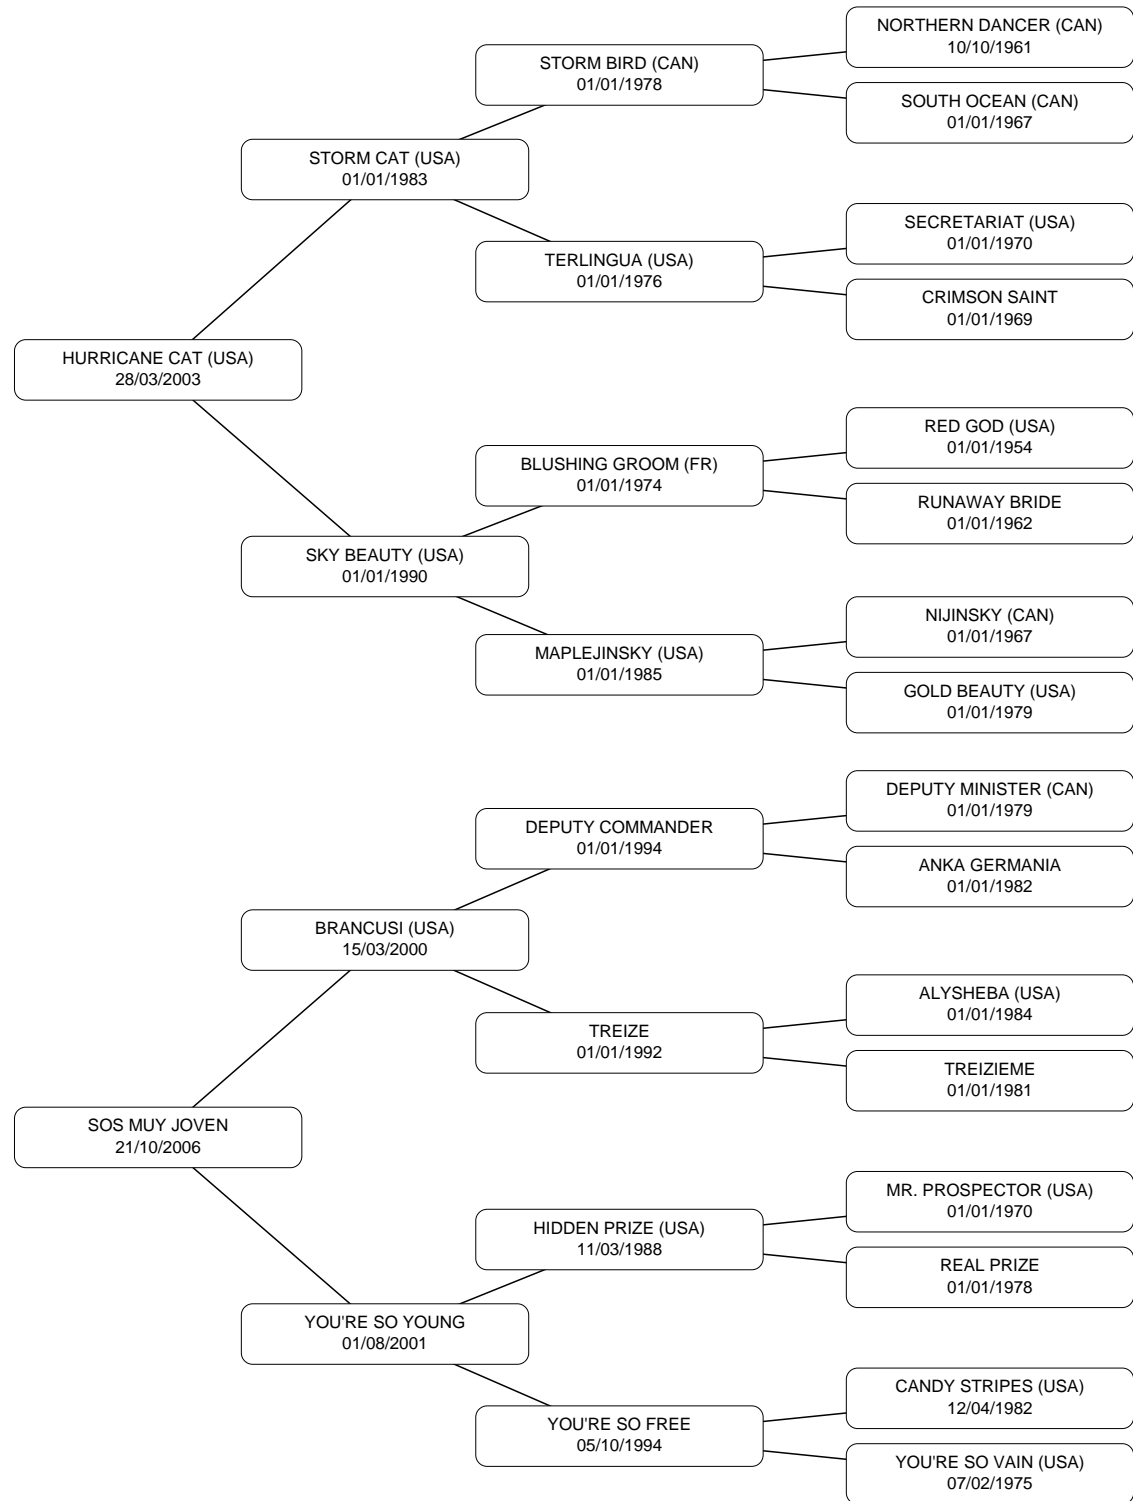 NORTHERN DANCER (CAN)
10/10/1961
STORM BIRD (CAN)
01/01/1978
SOUTH OCEAN (CAN)
01/01/1967
STORM CAT (USA)
01/01/1983
SECRETARIAT (USA)
01/01/1970
TERLINGUA (USA)
01/01/1976
CRIMSON SAINT
01/01/1969
HURRICANE CAT (USA)
28/03/2003
RED GOD (USA)
01/01/1954
BLUSHING GROOM (FR)
01/01/1974
RUNAWAY BRIDE
01/01/1962
SKY BEAUTY (USA)
01/01/1990
NIJINSKY (CAN)
01/01/1967
MAPLEJINSKY (USA)
01/01/1985
GOLD BEAUTY (USA)
01/01/1979
DEPUTY MINISTER (CAN)
01/01/1979
DEPUTY COMMANDER
01/01/1994
ANKA GERMANIA
01/01/1982
BRANCUSI (USA)
15/03/2000
ALYSHEBA (USA)
01/01/1984
TREIZE
01/01/1992
TREIZIEME
01/01/1981
SOS MUY JOVEN
21/10/2006
MR. PROSPECTOR (USA)
01/01/1970
HIDDEN PRIZE (USA)
11/03/1988
REAL PRIZE
01/01/1978
YOU'RE SO YOUNG
01/08/2001
CANDY STRIPES (USA)
12/04/1982
YOU'RE SO FREE
05/10/1994
YOU'RE SO VAIN (USA)
07/02/1975